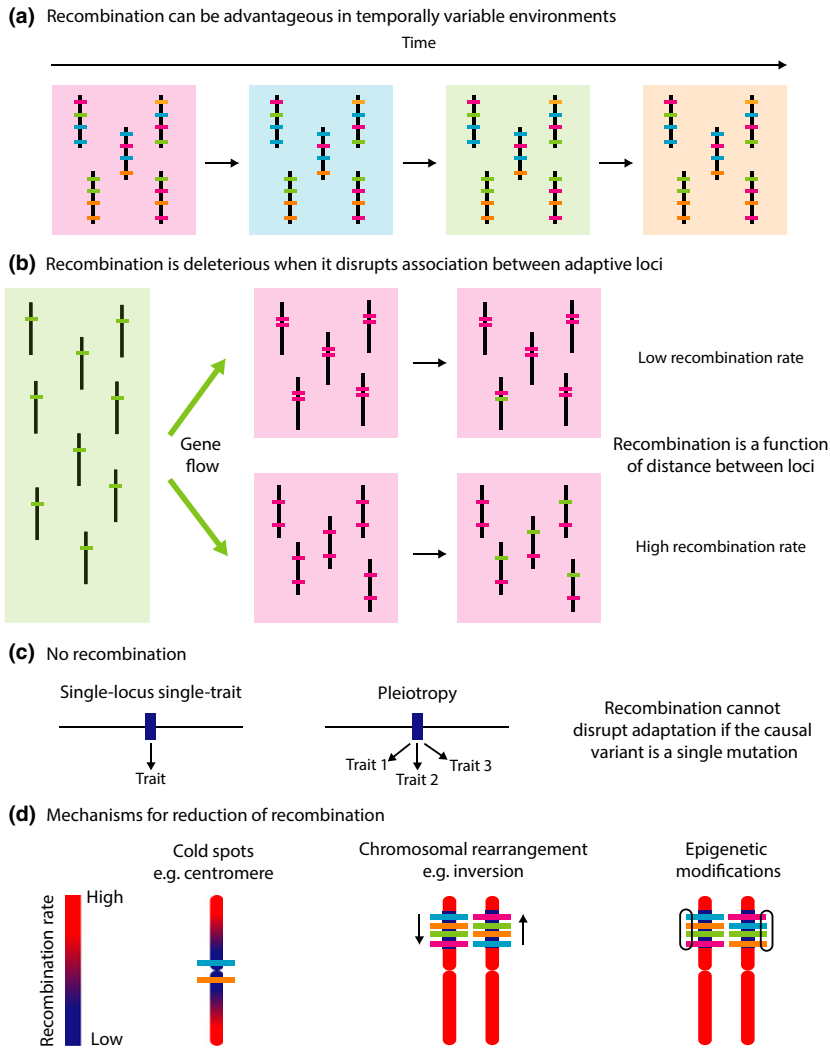 (a) Recombination can be advantageous in temporally variable environments
Time
(b) Recombination is deleterious when it disrupts association between adaptive loci
Gene
flow
Low recombination rate
Recombination is a function
of distance between loci
High recombination rate
(c) No recombination
Single-locus single-trait
Trait
Pleiotropy
Trait 1
Trait 2
Trait 3
Recombination cannot
disrupt adaptation if the causal
variant is a single mutation
(d) Mechanisms for reduction of recombination
Recombination rate
High
Low
Cold spots
e.g. centromere
Chromosomal rearrangement
e.g. inversion
Epigenetic
modifications